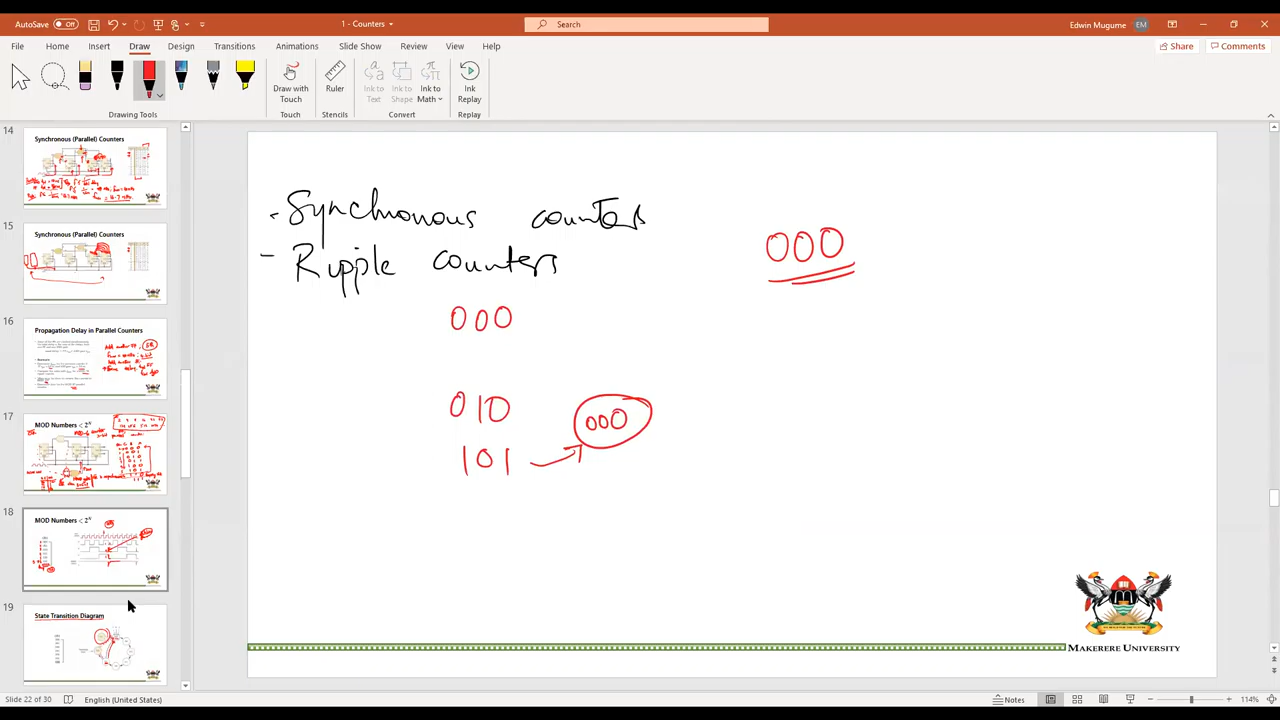 AutoSave Off
1 - Counters
Search
Edwin Mugume EM
File Home Insert Draw Design Transitions Animations Slide Show Review View Help
Share Comments
Draw with Touch
Ruler
Ink to Text
Ink to Shape
Ink to Math
Ink Replay
Drawing Tools Touch Stencils Convert Replay
14
Synchronous (Parallel) Counters
15
Synchronous (Parallel) Counters
16
Propagation Delay in Parallel Counters
17
MOD Numbers < 2^N
18
MOD Numbers < 2^N
19
State Transition Diagram
- Synchronous counters
- Ripple counters
000
000
010
000
101
MAKERERE UNIVERSITY
Slide 22 of 30
English (United States)
Notes
114%